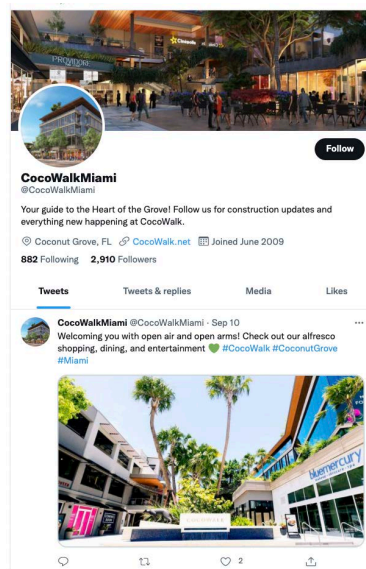 PROVIDORE
Cinépolis
Follow
CocoWalkMiami
@CocoWalkMiami
Your guide to the Heart of the Grove! Follow us for construction updates and
everything new happening at CocoWalk.
Coconut Grove, FL CocoWalk.net Joined June 2009
882 Following 2,910 Followers
Tweets Tweets & replies Media Likes
CocoWalkMiami @CocoWalkMiami · Sep 10 ...
Welcoming you with open air and open arms! Check out our alfresco
shopping, dining, and entertainment 💚 #CocoWalk #CoconutGrove
#Miami
bluemercury
COCOWALK
2